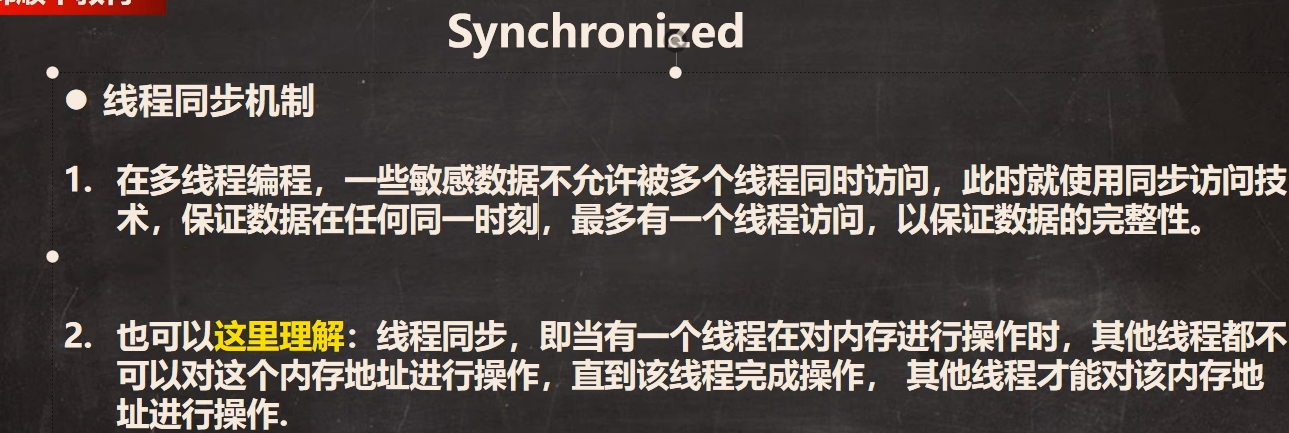 Synchronized
● 线程同步机制
1. 在多线程编程，一些敏感数据不允许被多个线程同时访问，此时就使用同步访问技
术，保证数据在任何同一时刻，最多有一个线程访问，以保证数据的完整性。
2. 也可以这里理解：线程同步，即当有一个线程在对内存进行操作时，其他线程都不
可以对这个内存地址进行操作，直到该线程完成操作， 其他线程才能对该内存地
址进行操作.